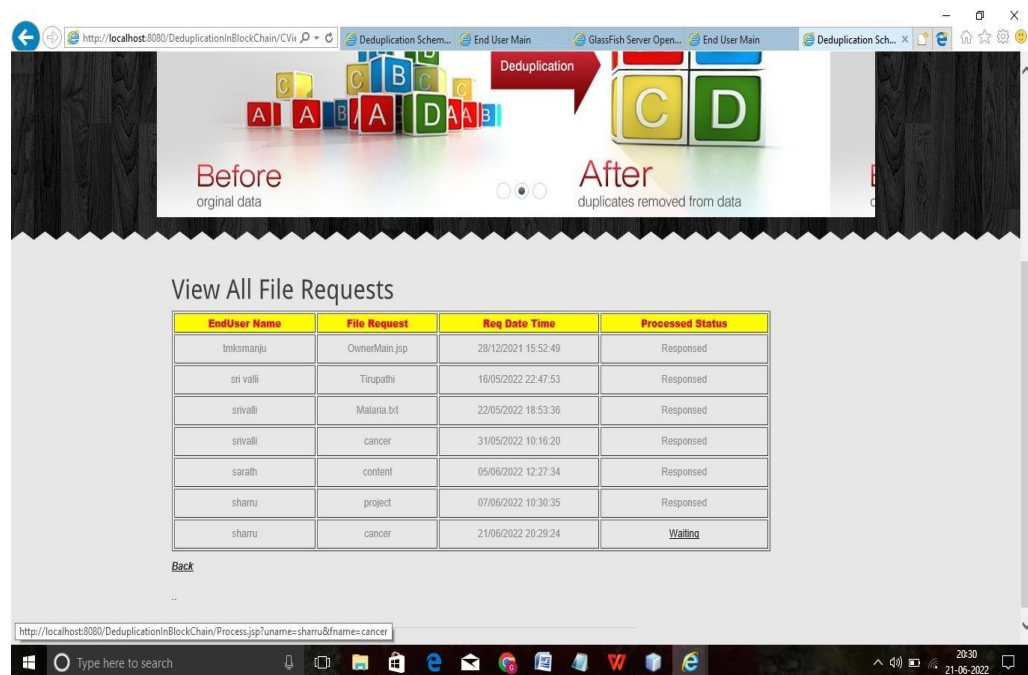 http://localhost:8080/DeduplicationInBlockChain/CVie
Deduplication Schem...
End User Main
GlassFish Server Open...
End User Main
Deduplication Sch...
Deduplication
C
B
C
A A B A D A A B
C D
Before
orginal data
After
duplicates removed from data
View All File Requests
EndUser Name File Request Req Date Time Processed Status
tmksmanju OwnerMain.jsp 28/12/2021 15:52:49 Responsed
sri valli Tirupathi 16/05/2022 22:47:53 Responsed
srivalli Malaria.txt 22/05/2022 18:53:36 Responsed
srivalli cancer 31/05/2022 10:16:20 Responsed
sarath content 05/06/2022 12:27:34 Responsed
sharru project 07/06/2022 10:30:35 Responsed
sharru cancer 21/06/2022 20:29:24 Waiting
Back
..
http://localhost:8080/DeduplicationInBlockChain/Process.jsp?uname=sharru&fname=cancer
Type here to search
20:30
21-06-2022